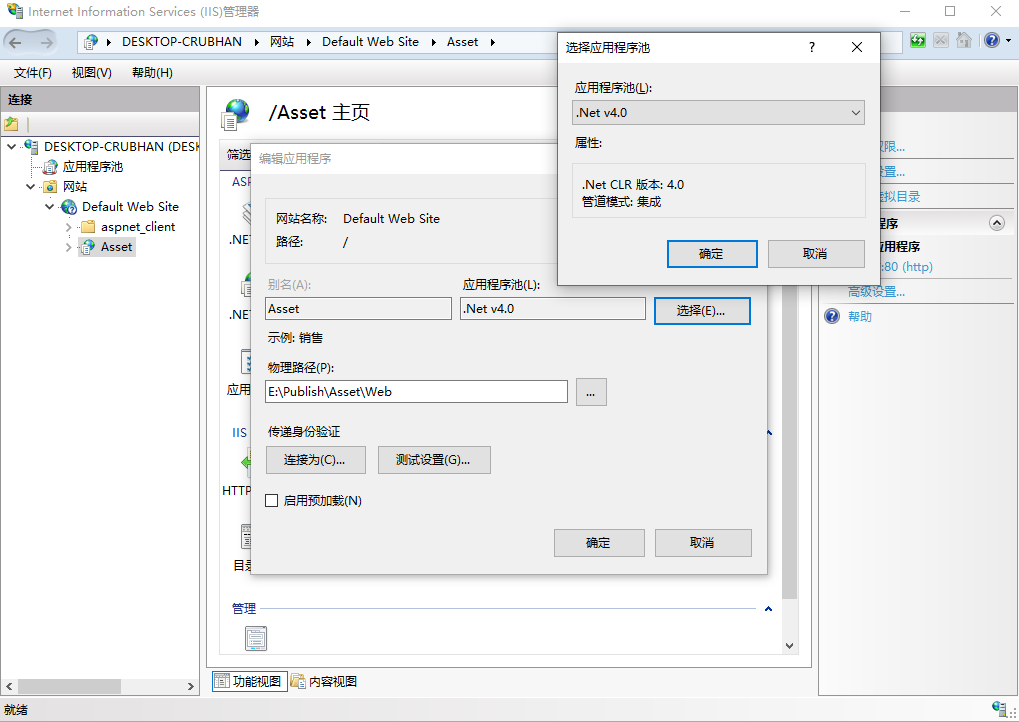 Internet Information Services (IIS)管理器
DESKTOP-CRUBHAN
网站
Default Web Site
Asset
文件(F)
视图(V)
帮助(H)
连接
DESKTOP-CRUBHAN (DESK
应用程序池
网站
Default Web Site
aspnet_client
Asset
/Asset 主页
筛选
ASP
.NE
.NE
应用
IIS
HTTP
目录
管理
功能视图
内容视图
编辑应用程序
网站名称: Default Web Site
路径: /
别名(A):
应用程序池(L):
Asset
.Net v4.0
选择(E)...
示例: 销售
物理路径(P):
E:\Publish\Asset\Web
...
传递身份验证
连接为(C)...
测试设置(G)...
启用预加载(N)
确定
取消
选择应用程序池
?
应用程序池(L):
.Net v4.0
属性:
.Net CLR 版本: 4.0
管道模式: 集成
确定
取消
权限...
设置...
虚拟目录
程序
应用程序
:80 (http)
高级设置...
帮助
就绪